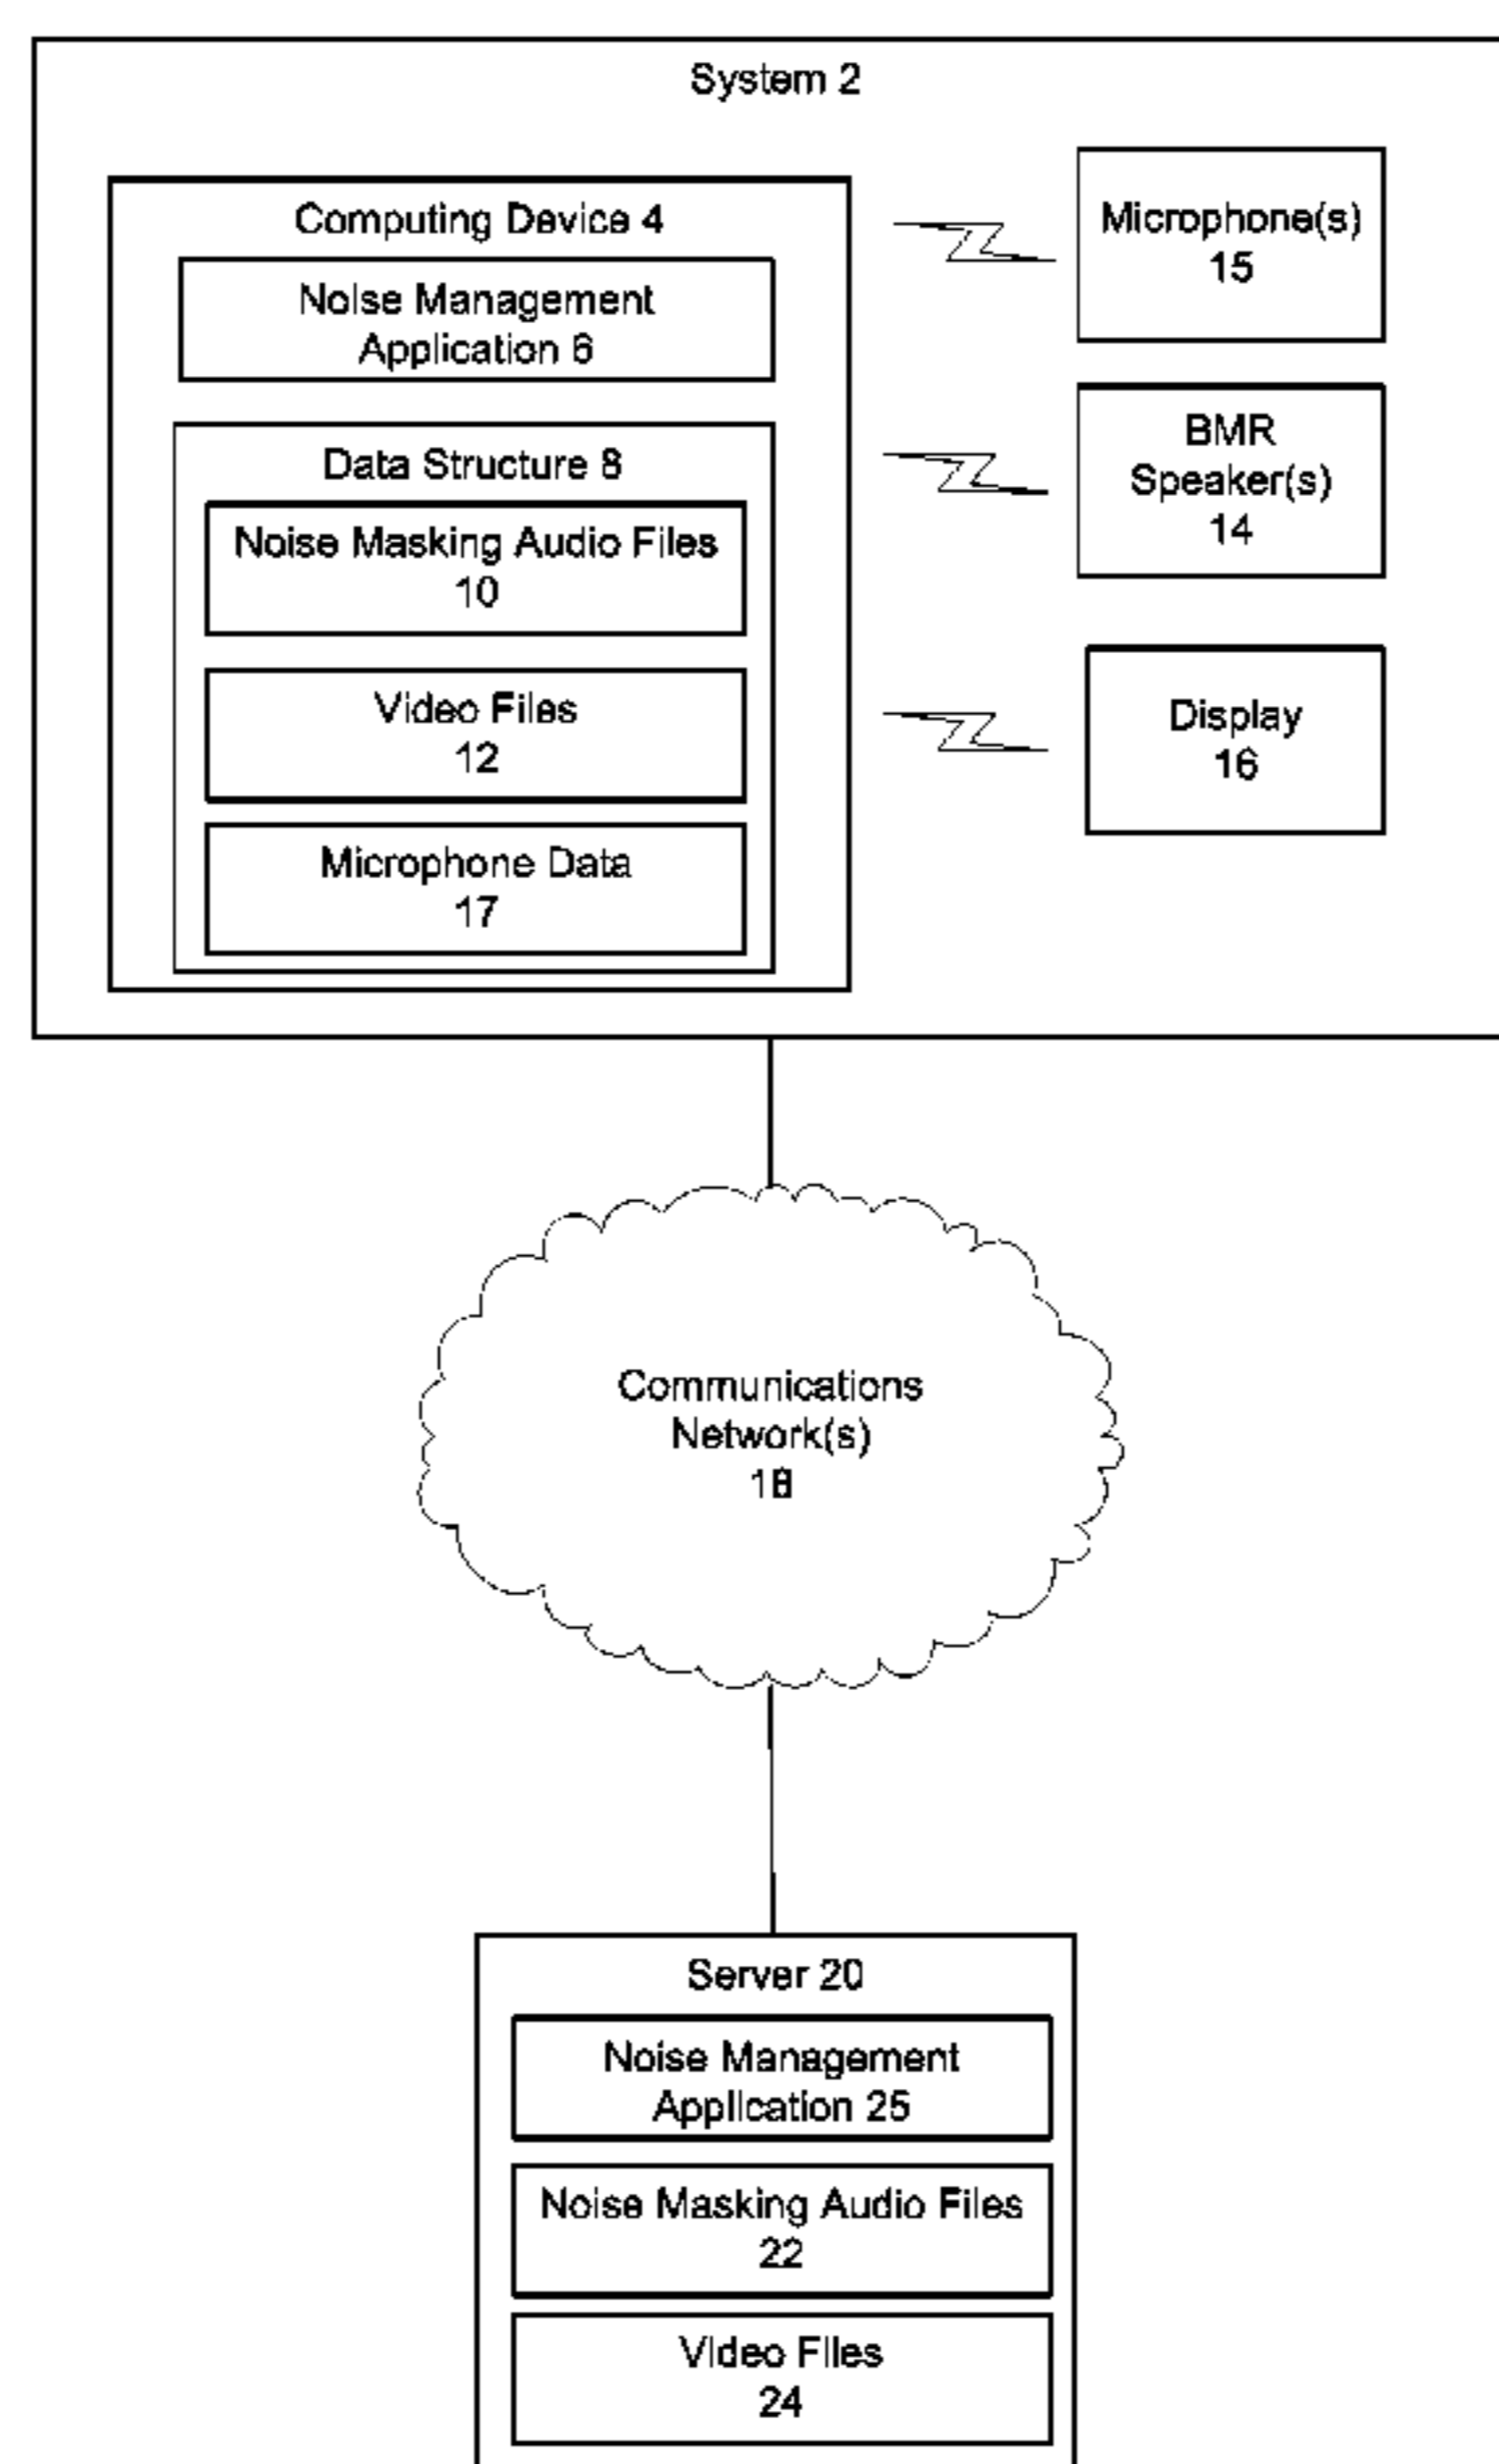 System 2
Computing Device 4
Noise Management
Application 6
Data Structure 8
Noise Masking Audio Files
10
Video Files
12
Microphone Data
17
Microphone(s)
15
BMR
Speaker(s)
14
Display
16
Communications
Network(s)
18
Server 20
Noise Management
Application 25
Noise Masking Audio Files
22
Video Files
24